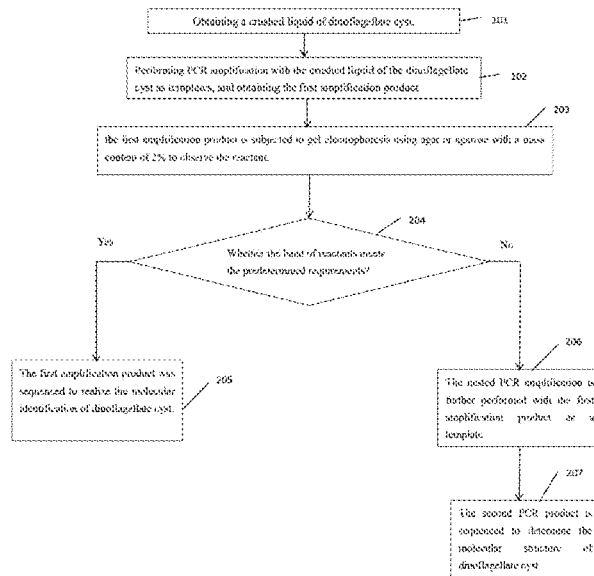 Obtaining a crushed liquid of dinoflagellate cyst.
101
Performing PCR amplification with the crushed liquid of the dinoflagellate
cyst as templates, and obtaining the first amplification product
102
203
the first amplification product is subjected to gel electrophoresis using agar or agarose with a mass
content of 2% to observe the reactant.
204
Yes
No
Whether the band of reactants meets
the predetermined requirements?
The first amplification product was
sequenced to realize the molecular
identification of dinoflagellate cyst.
205
206
The nested PCR amplification is
further performed with the first
amplification product as a
template
207
The second PCR product is
sequenced to determine the
molecular structure of
dinoflagellate cyst